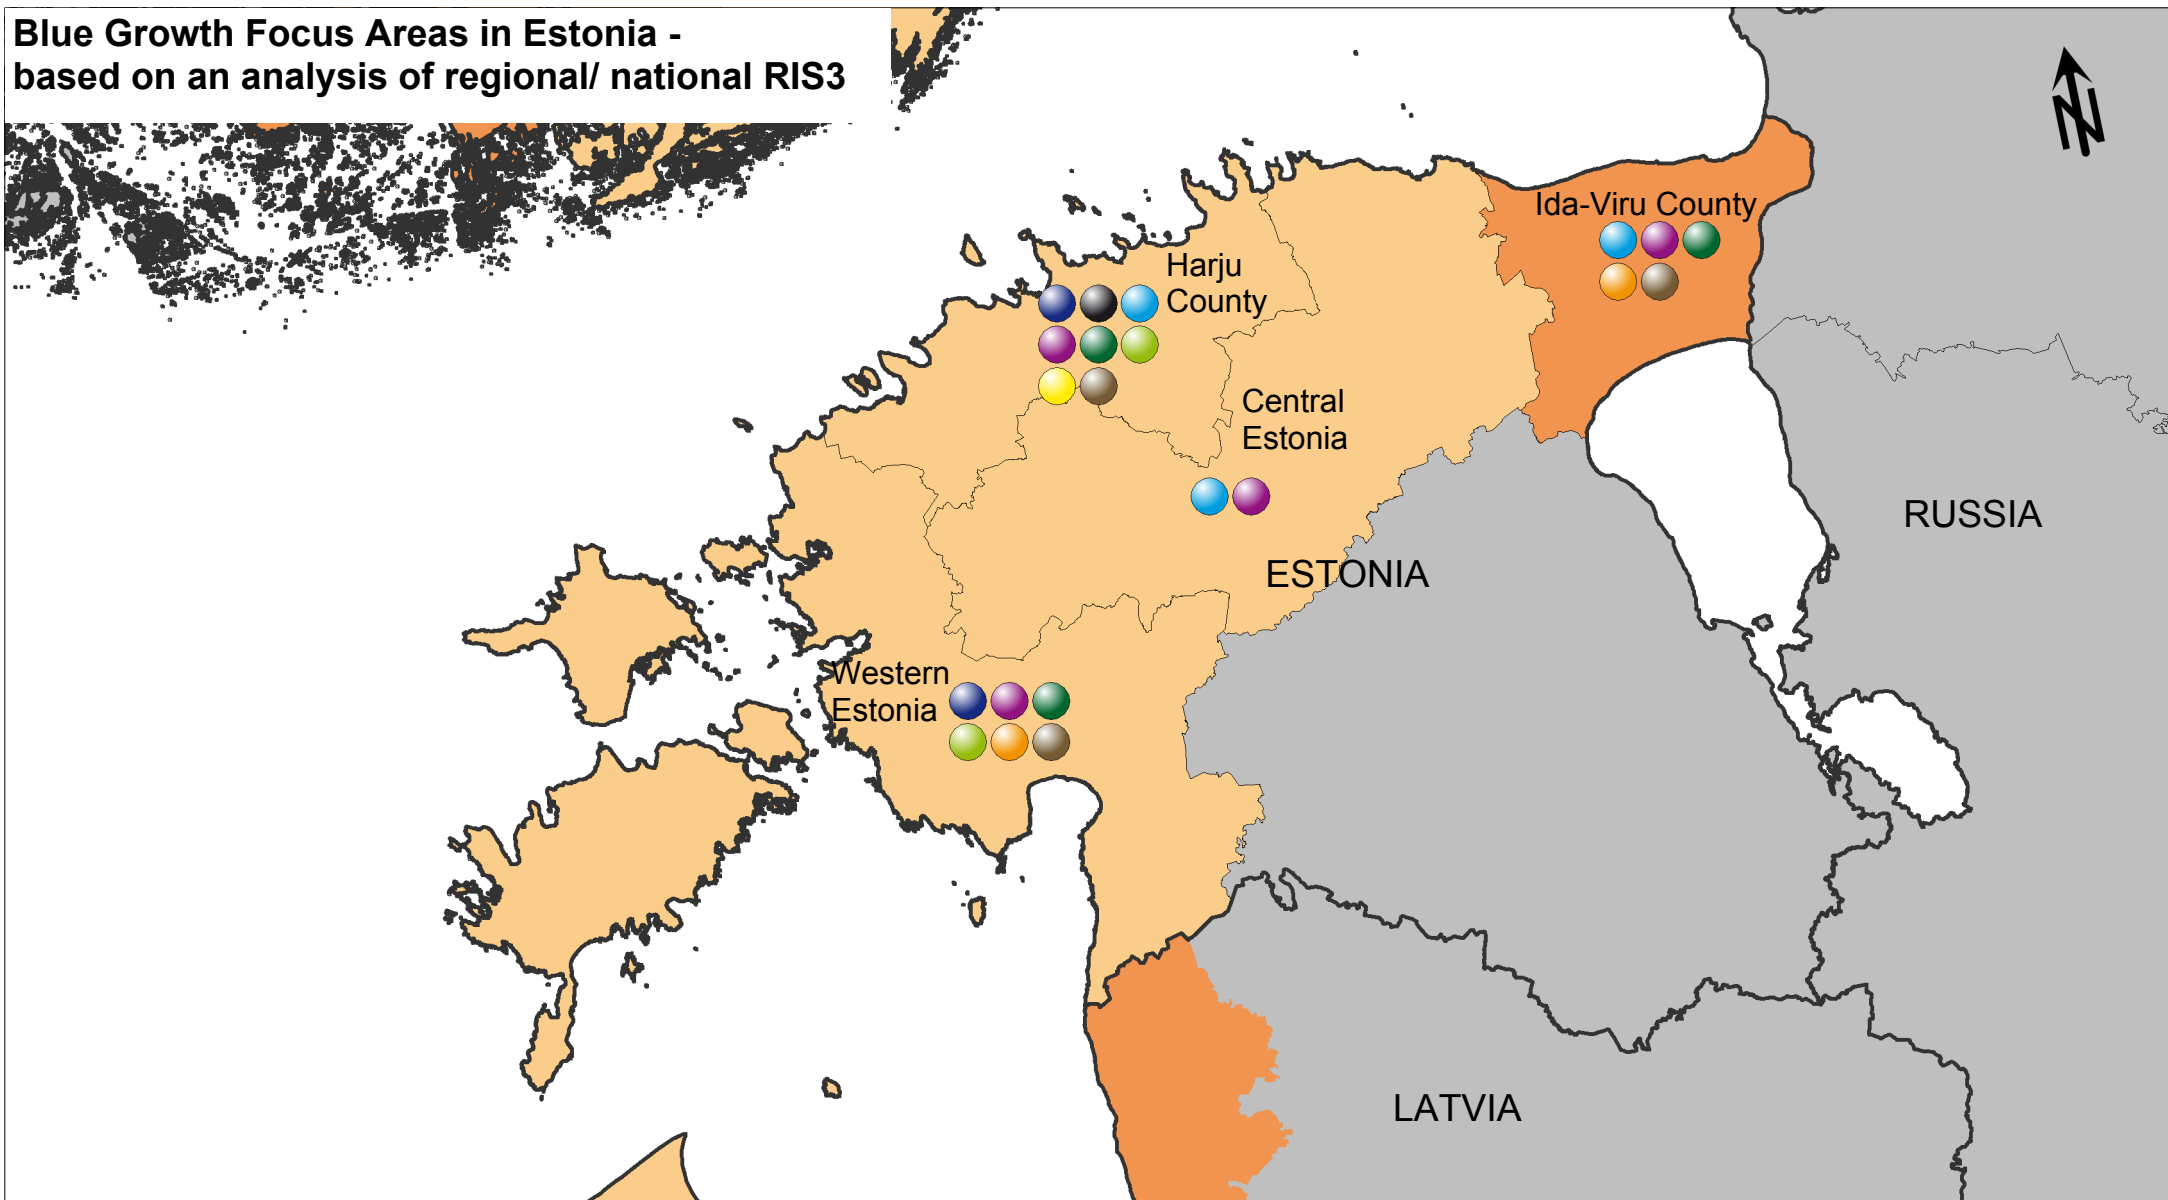 Blue Growth Focus Areas in Estonia -
based on an analysis of regional/ national RIS3
N
Ida-Viru County
Harju
County
Central
Estonia
RUSSIA
ESTONIA
Western
Estonia
LATVIA